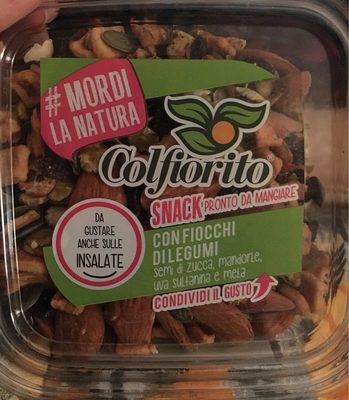 # MORDI
LA NATURA
Colfiorito®
SNACK PRONTO DA MANGIARE
DA
GUSTARE
ANCHE SULLE
INSALATE
CON FIOCCHI
DI LEGUMI
semi di zucca, mandorle,
uva sultanina e mela
CONDIVIDI IL GUSTO